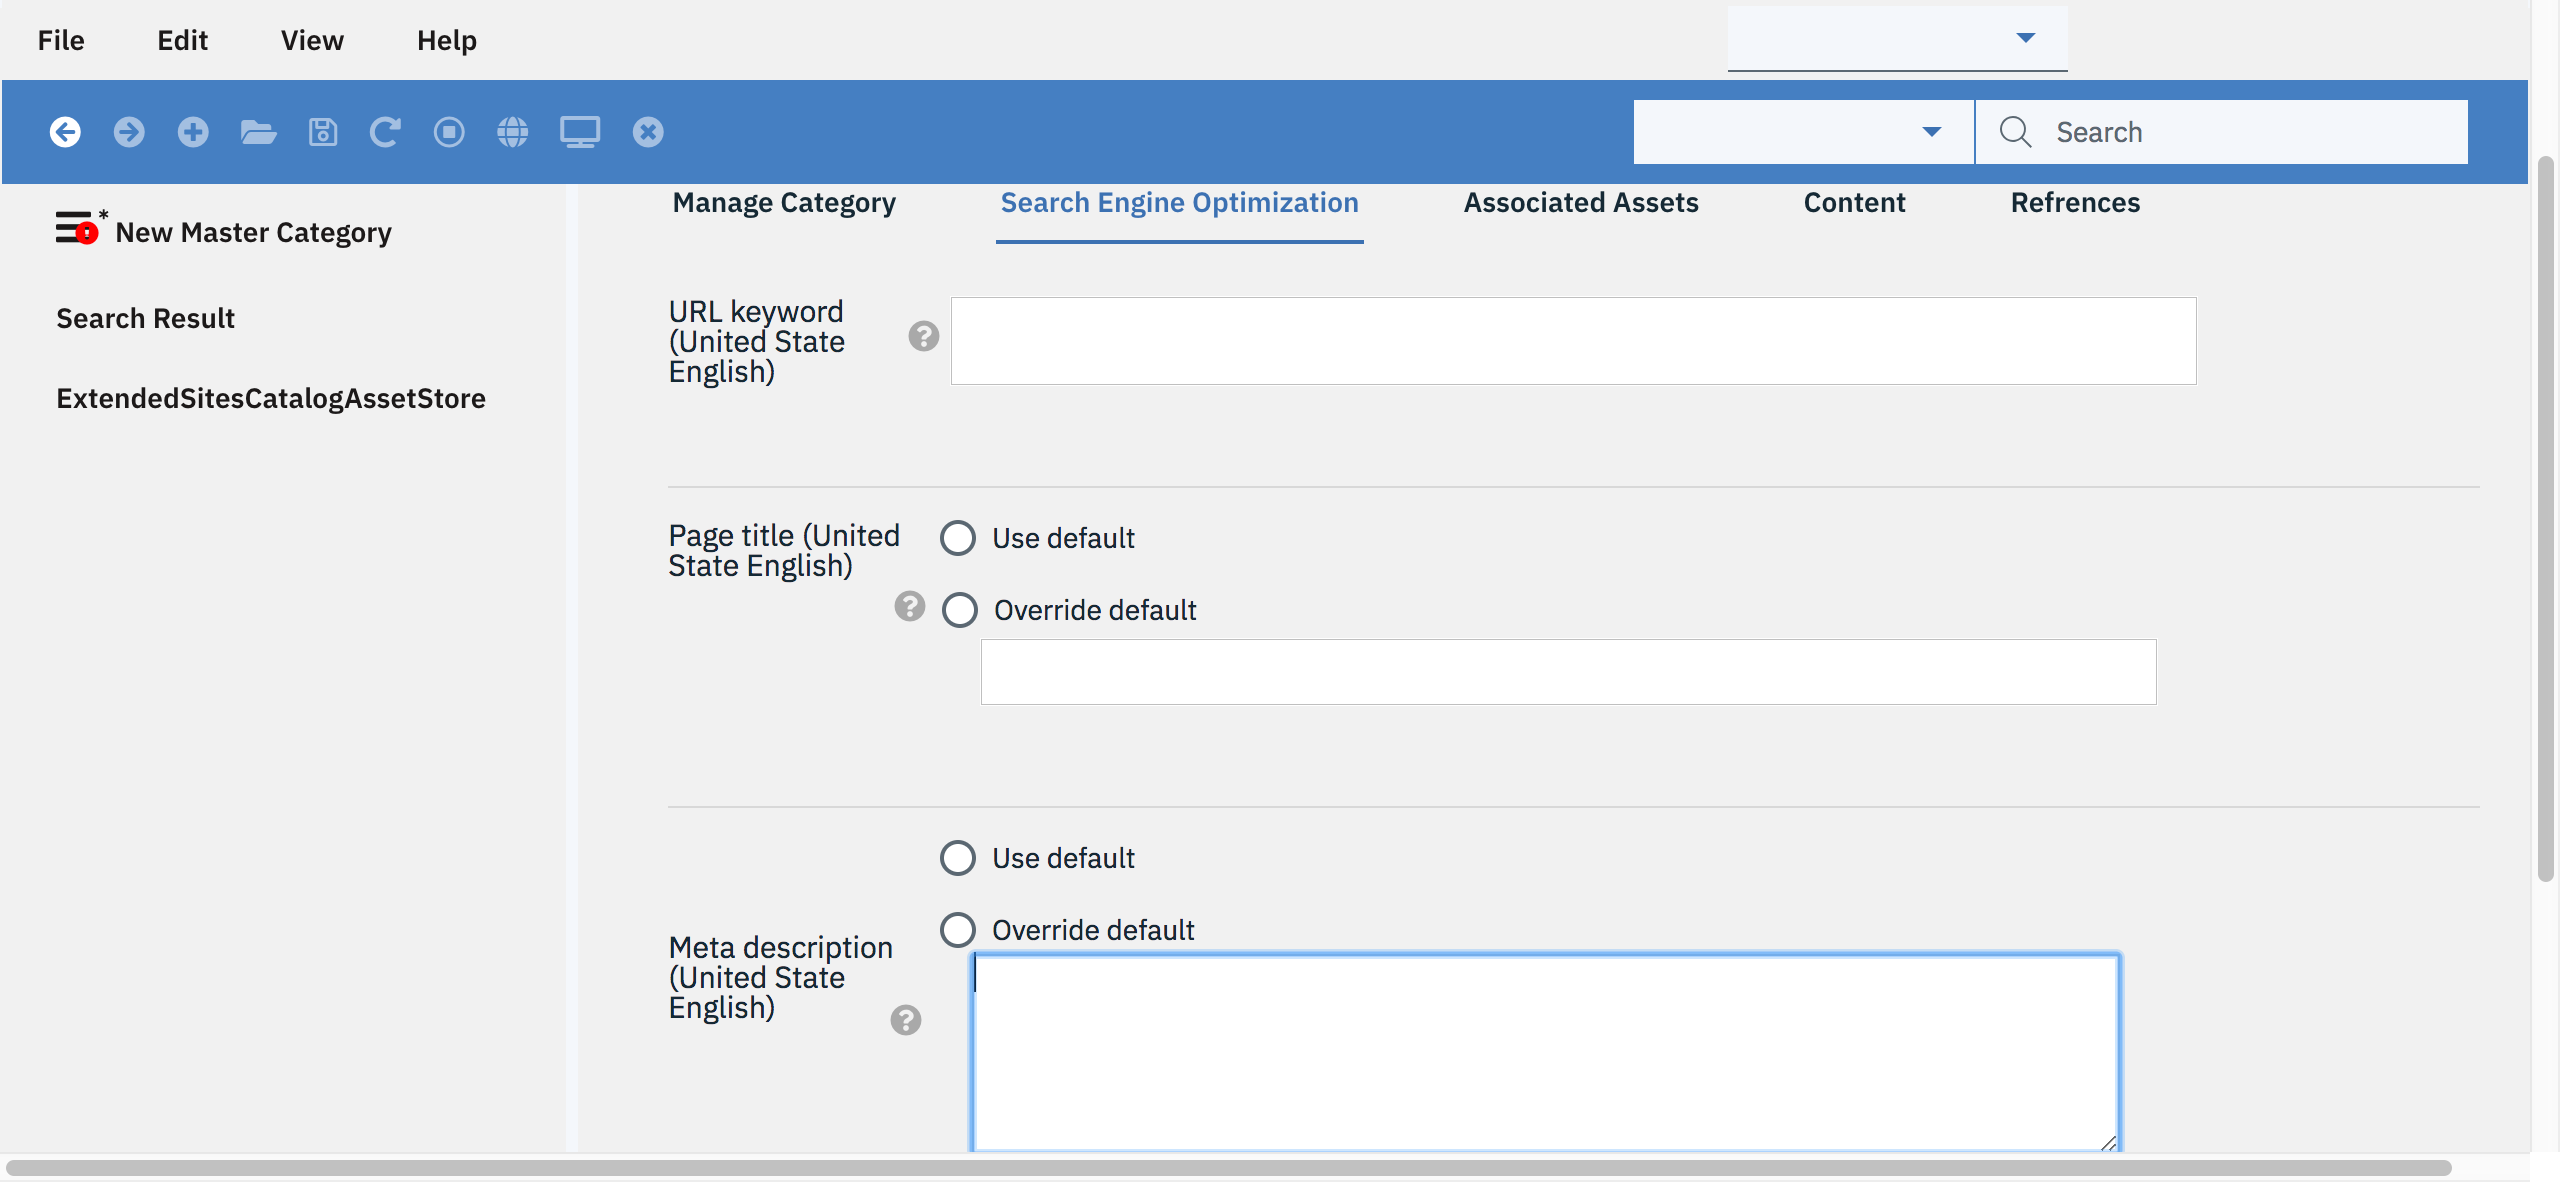 File Edit View Help
Search
Manage Category Search Engine Optimization Associated Assets Content Refrences
* New Master Category
Search Result
ExtendedSitesCatalogAssetStore
URL keyword
(United State
English)
?
Page title (United
State English)
?
Use default
Override default
Meta description
(United State
English)
?
Use default
Override default